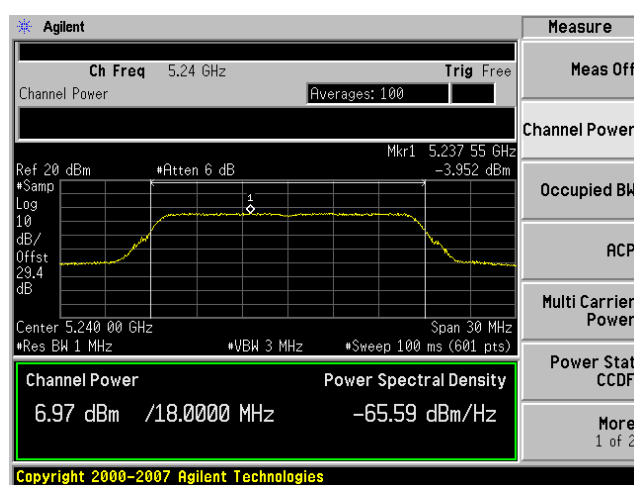 Agilent
Measure
Ch Freq 5.24 GHz Trig Free
Channel Power Averages: 100
Mkr1 5.237 55 GHz
Ref 20 dBm #Atten 6 dB -3.952 dBm
#Samp
Log
10
dB/
Offst
29.4
dB
1
Center 5.240 00 GHz Span 30 MHz
#Res BW 1 MHz #VBW 3 MHz #Sweep 100 ms (601 pts)
Channel Power Power Spectral Density
6.97 dBm /18.0000 MHz -65.59 dBm/Hz
Copyright 2000-2007 Agilent Technologies
Meas Off
Channel Power
Occupied BW
ACP
Multi Carrier
Power
Power Stat
CCDF
More
1 of 2